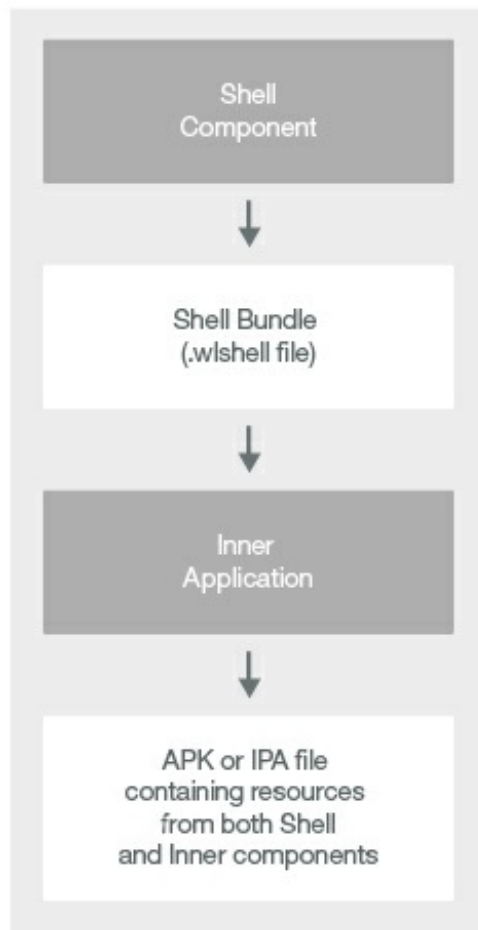 Shell
Component
Shell Bundle
(.wlshell file)
Inner
Application
APK or IPA file
containing resources
from both Shell
and Inner components